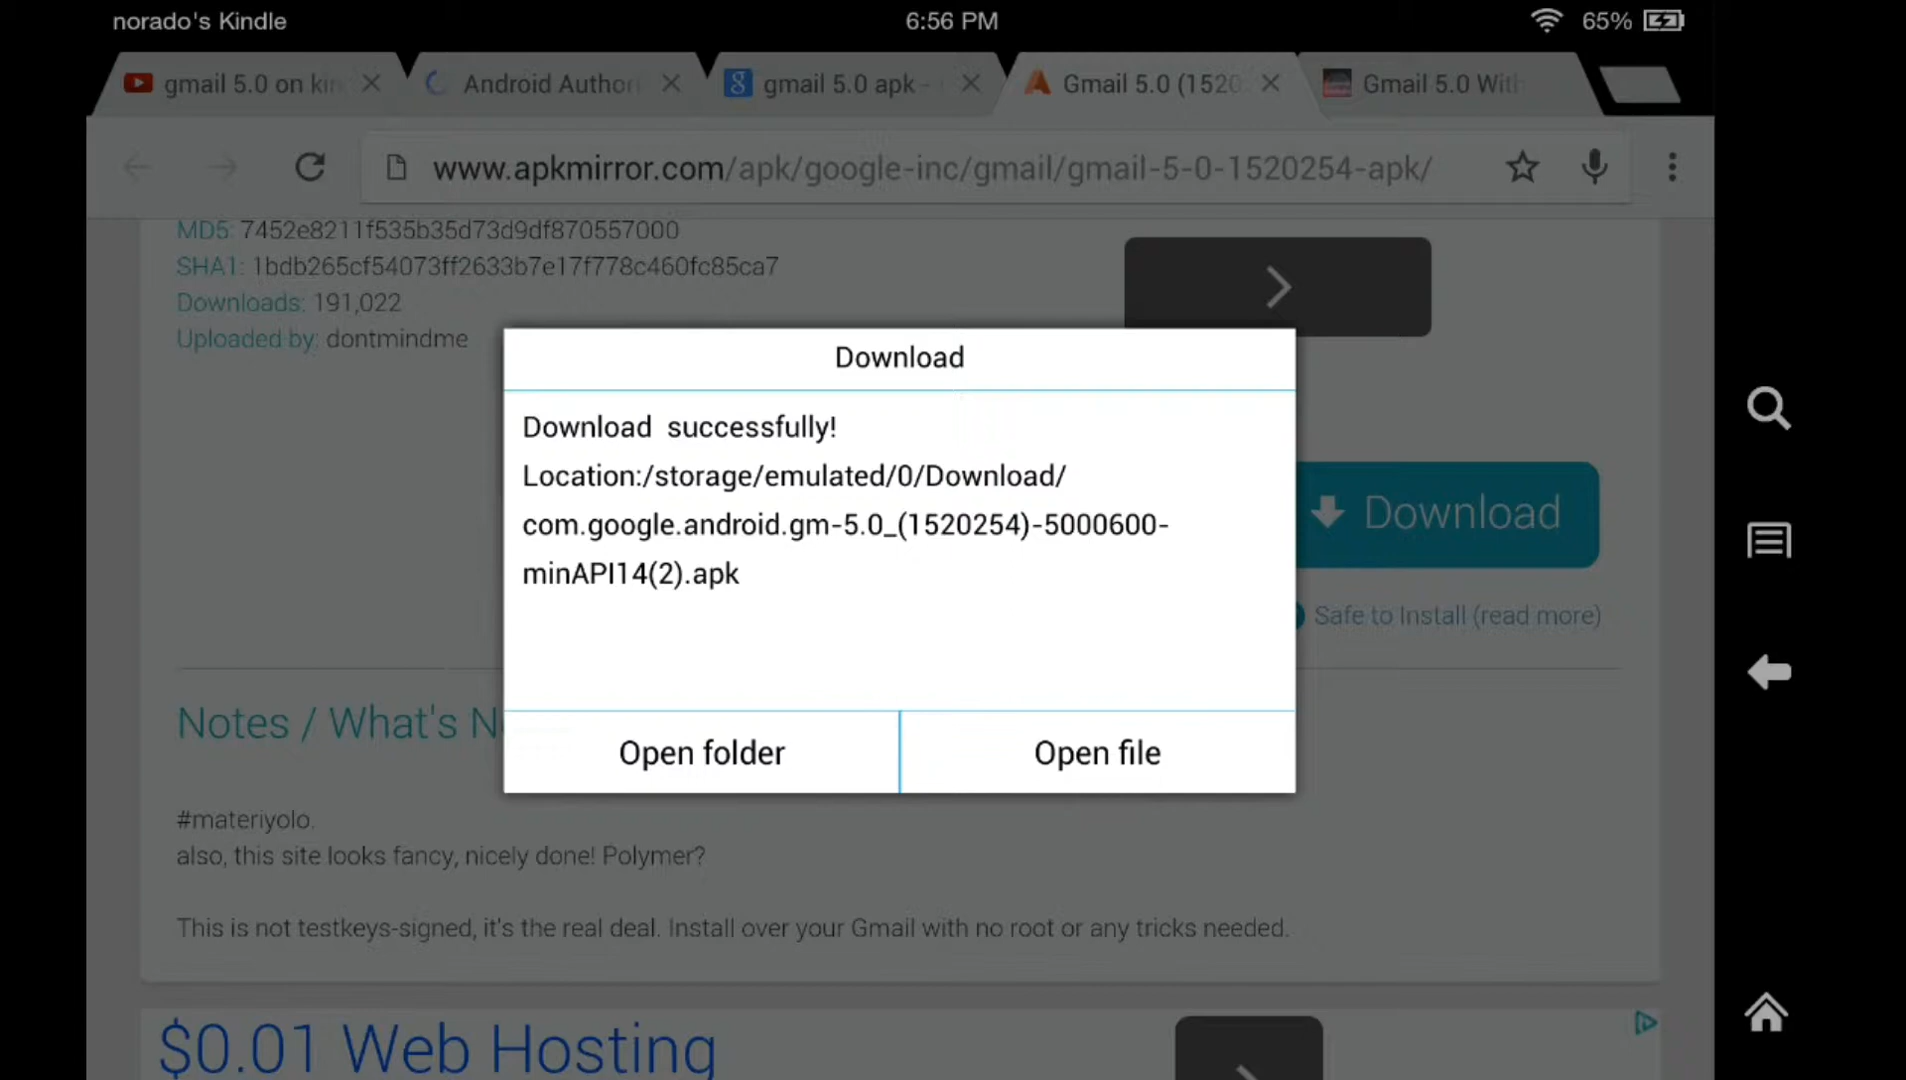 norado's Kindle
6:56 PM
65%
gmail 5.0 on kin
Android Author
gmail 5.0 apk -
Gmail 5.0 (1520
Gmail 5.0 With
www.apkmirror.com/apk/google-inc/gmail/gmail-5-0-1520254-apk/
MD5: 7452e8211f535b35d73d9df870557000
SHA1: 1bdb265cf54073ff2633b7e17f778c460fc85ca7
Downloads: 191,022
Uploaded by: dontmindme
Download
Download successfully!
Location:/storage/emulated/0/Download/
com.google.android.gm-5.0_(1520254)-5000600-
minAPI14(2).apk
Open folder
Open file
Download
Safe to Install (read more)
Notes / What's N
#materiyolo.
also, this site looks fancy, nicely done! Polymer?
This is not testkeys-signed, it's the real deal. Install over your Gmail with no root or any tricks needed.
$0.01 Web Hosting